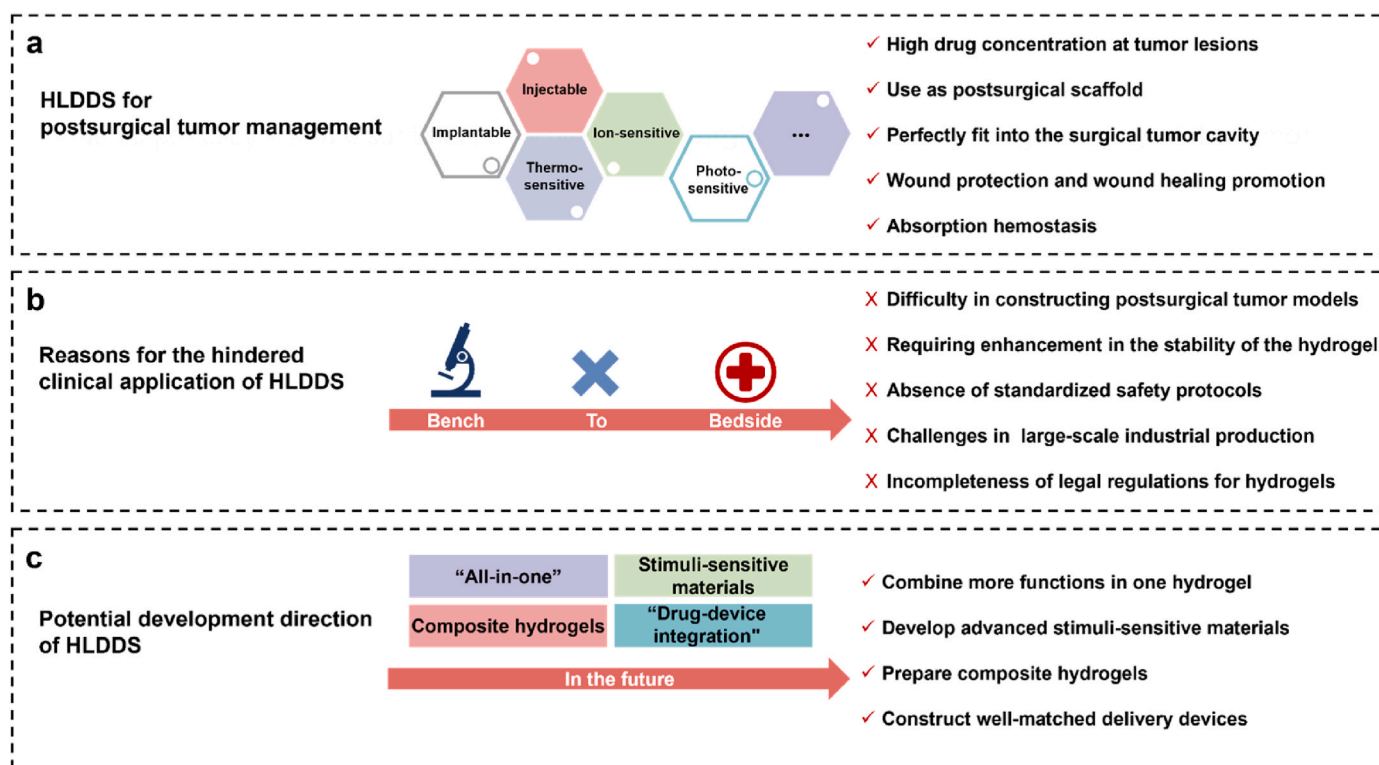 a
HLDDS for
postsurgical tumor management
Implantable
Injectable
Thermo-
sensitive
Ion-sensitive
Photo-
sensitive
...
✓ High drug concentration at tumor lesions
✓ Use as postsurgical scaffold
✓ Perfectly fit into the surgical tumor cavity
✓ Wound protection and wound healing promotion
✓ Absorption hemostasis
b
Reasons for the hindered
clinical application of HLDDS
Bench To Bedside
X Difficulty in constructing postsurgical tumor models
X Requiring enhancement in the stability of the hydrogel
X Absence of standardized safety protocols
X Challenges in large-scale industrial production
X Incompleteness of legal regulations for hydrogels
c
Potential development direction
of HLDDS
“All-in-one”
Stimuli-sensitive
materials
Composite hydrogels
“Drug-device
integration"
In the future
✓ Combine more functions in one hydrogel
✓ Develop advanced stimuli-sensitive materials
✓ Prepare composite hydrogels
✓ Construct well-matched delivery devices